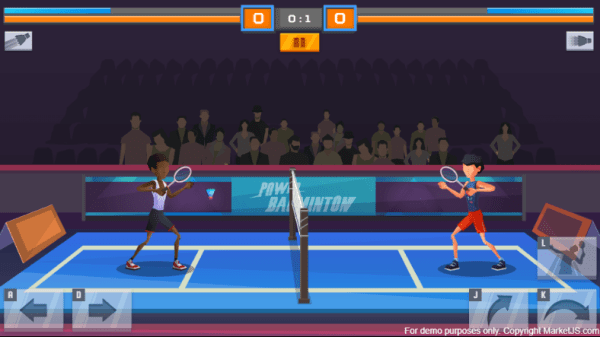 0 0:1 0
POWER
BADMINTON
L
A D J K
For demo purposes only. Copyright MarketJS.com